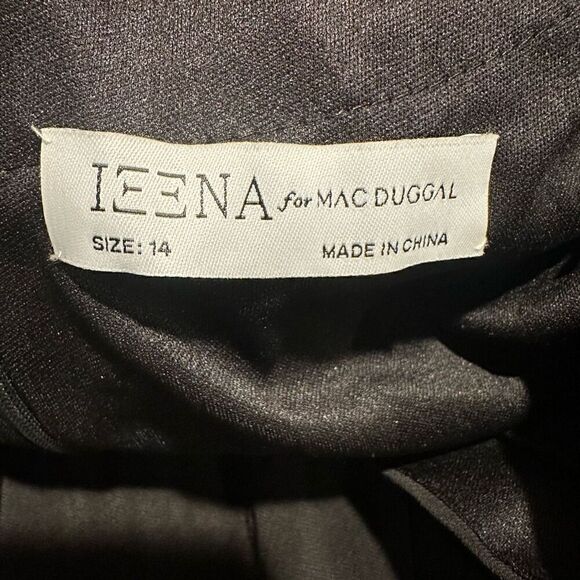 IEENA for MAC DUGGAL
SIZE: 14 MADE IN CHINA